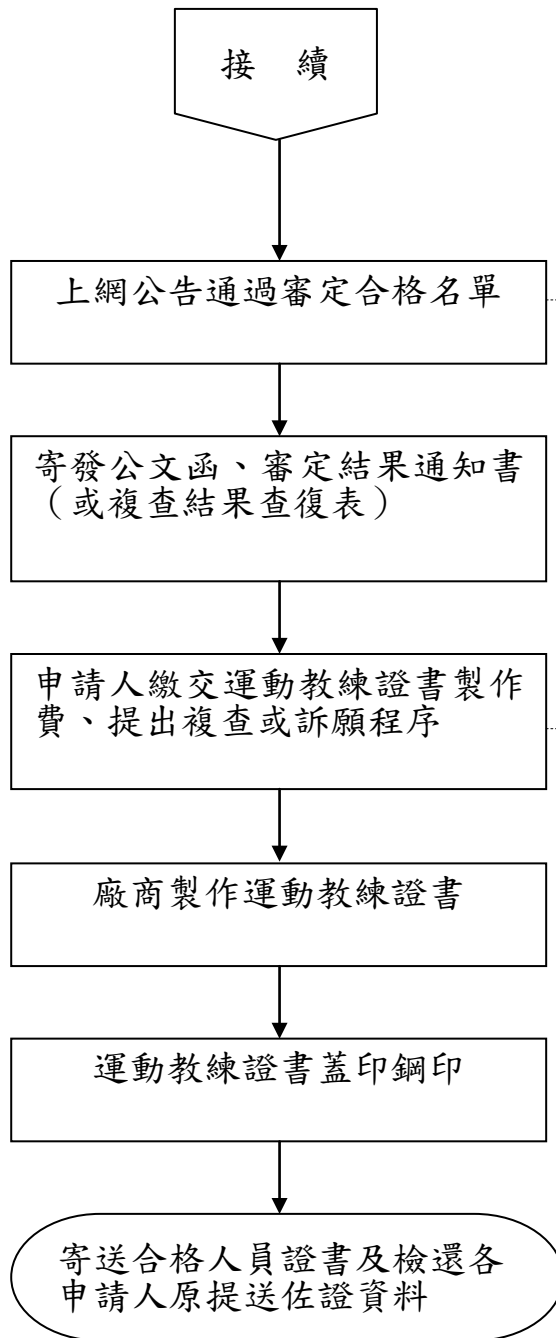 接 續
上網公告通過審定合格名單
寄發公文函、審定結果通知書
（或複查結果查復表）
申請人繳交運動教練證書製作
費、提出複查或訴願程序
廠商製作運動教練證書
運動教練證書蓋印鋼印
寄送合格人員證書及檢還各
申請人原提送佐證資料